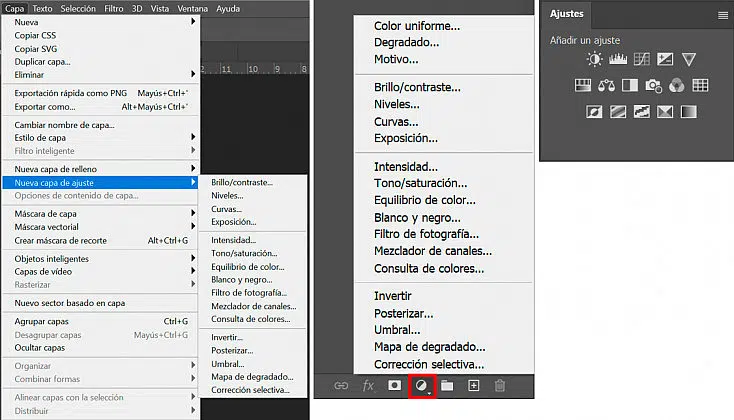 Capa Texto Selección Filtro 3D Vista Ventana Ayuda
Nueva
Copiar CSS
Copiar SVG
Duplicar capa...
Eliminar
Exportación rápida como PNG Mayús+Ctrl+'
Exportar como... Alt+Mayús+Ctrl+'
Cambiar nombre de capa...
Estilo de capa
Filtro inteligente
Nueva capa de relleno
Nueva capa de ajuste
Opciones de contenido de capa...
Máscara de capa
Máscara vectorial
Crear máscara de recorte Alt+Ctrl+G
Objetos inteligentes
Capas de vídeo
Rasterizar
Nuevo sector basado en capa
Agrupar capas Ctrl+G
Desagrupar capas Mayús+Ctrl+G
Ocultar capas
Organizar
Combinar formas
Alinear capas con la selección
Distribuir
11 10 9 8
Brillo/contraste...
Niveles...
Curvas...
Exposición...
Intensidad...
Tono/saturación...
Equilibrio de color...
Blanco y negro...
Filtro de fotografía...
Mezclador de canales...
Consulta de colores...
Invertir...
Posterizar...
Umbral...
Mapa de degradado...
Corrección selectiva...
Color uniforme...
Degradado...
Motivo...
Brillo/contraste...
Niveles...
Curvas...
Exposición...
Intensidad...
Tono/saturación...
Equilibrio de color...
Blanco y negro...
Filtro de fotografía...
Mezclador de canales...
Consulta de colores...
Invertir
Posterizar...
Umbral...
Mapa de degradado...
Corrección selectiva...
fx
Ajustes
Añadir un ajuste